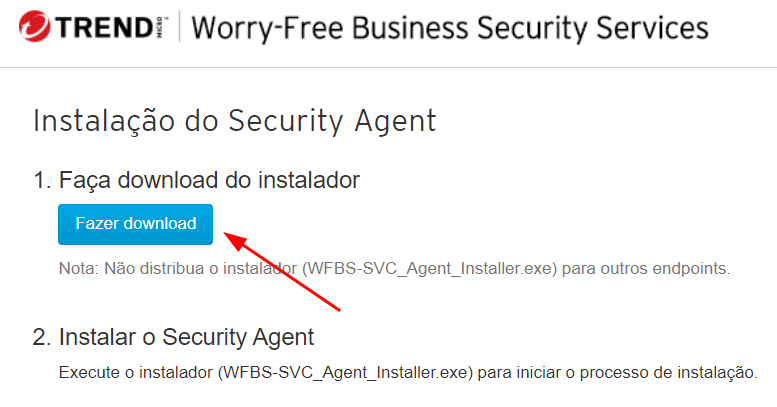 TREND MICRO | Worry-Free Business Security Services
Instalação do Security Agent
1. Faça download do instalador
Fazer download
Nota: Não distribua o instalador (WFBS-SVC_Agent_Installer.exe) para outros endpoints.
2. Instalar o Security Agent
Execute o instalador (WFBS-SVC_Agent_Installer.exe) para iniciar o processo de instalação.